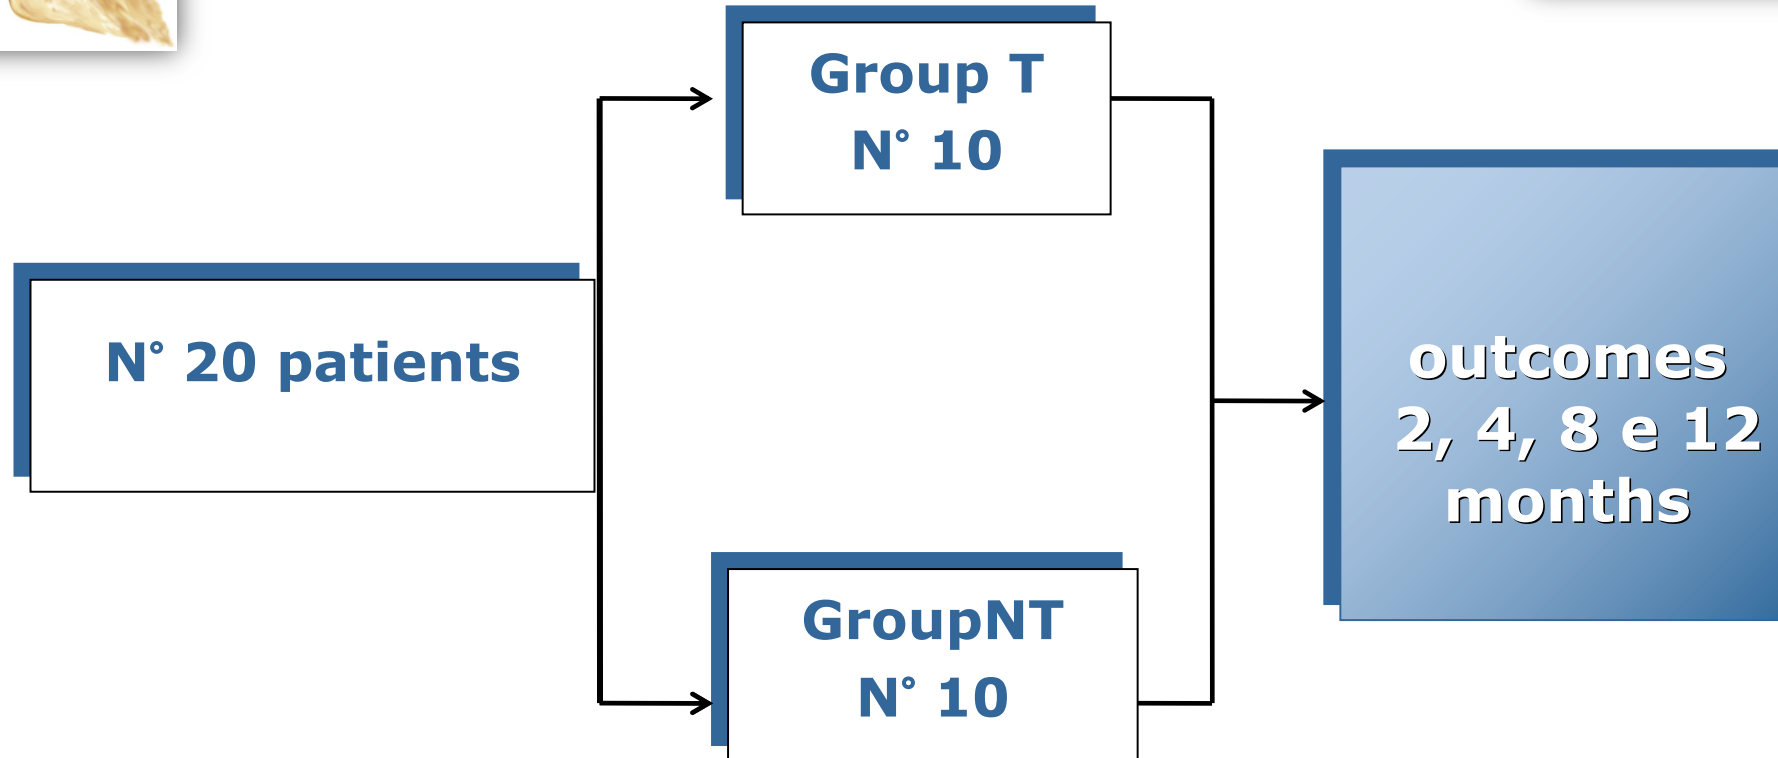 N° 20 patients
Group T
N° 10
GroupNT
N° 10
outcomes
2, 4, 8 e 12
months